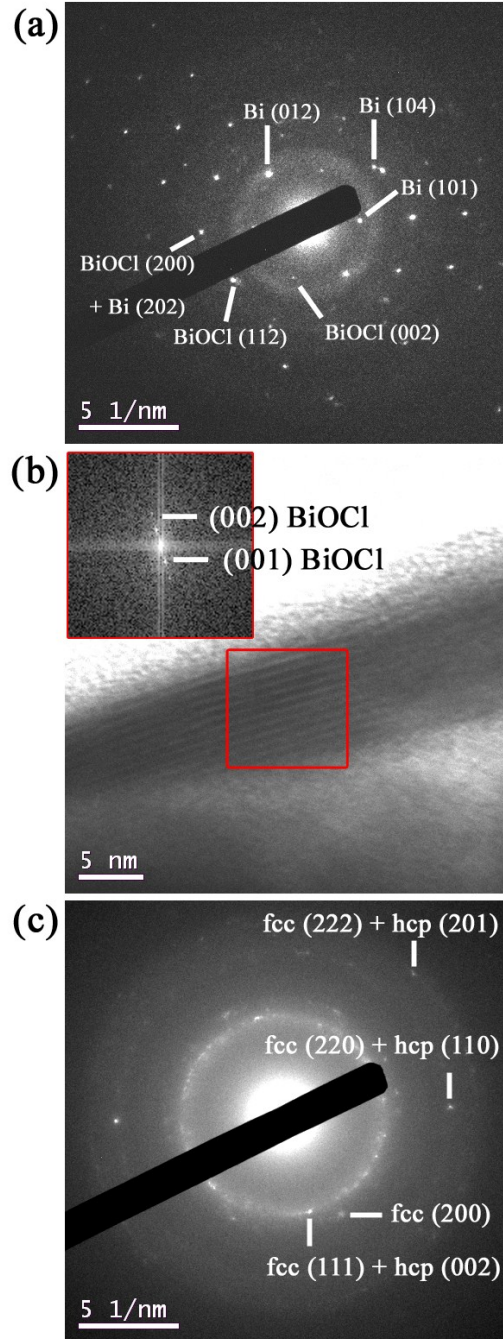 (a)
Bi (012)
Bi (104)
Bi (101)
BiOCl (200)
+ Bi (202)
BiOCl (112)
BiOCl (002)
5 1/nm
(b)
(002) BiOCl
(001) BiOCl
5 nm
(c)
fcc (222) + hcp (201)
fcc (220) + hcp (110)
fcc (200)
fcc (111) + hcp (002)
5 1/nm